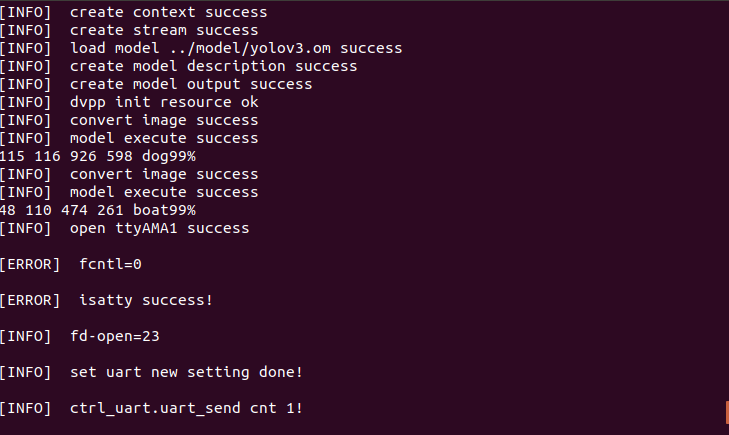 [INFO]  create context success
[INFO]  create stream success
[INFO]  load model ../model/yolov3.om success
[INFO]  create model description success
[INFO]  create model output success
[INFO]  dvpp init resource ok
[INFO]  convert image success
[INFO]  model execute success
115 116 926 598 dog99%
[INFO]  convert image success
[INFO]  model execute success
48 110 474 261 boat99%
[INFO]  open ttyAMA1 success
[ERROR]  fcntl=0
[ERROR]  isatty success!
[INFO]  fd-open=23
[INFO]  set uart new setting done!
[INFO]  ctrl_uart.uart_send cnt 1!